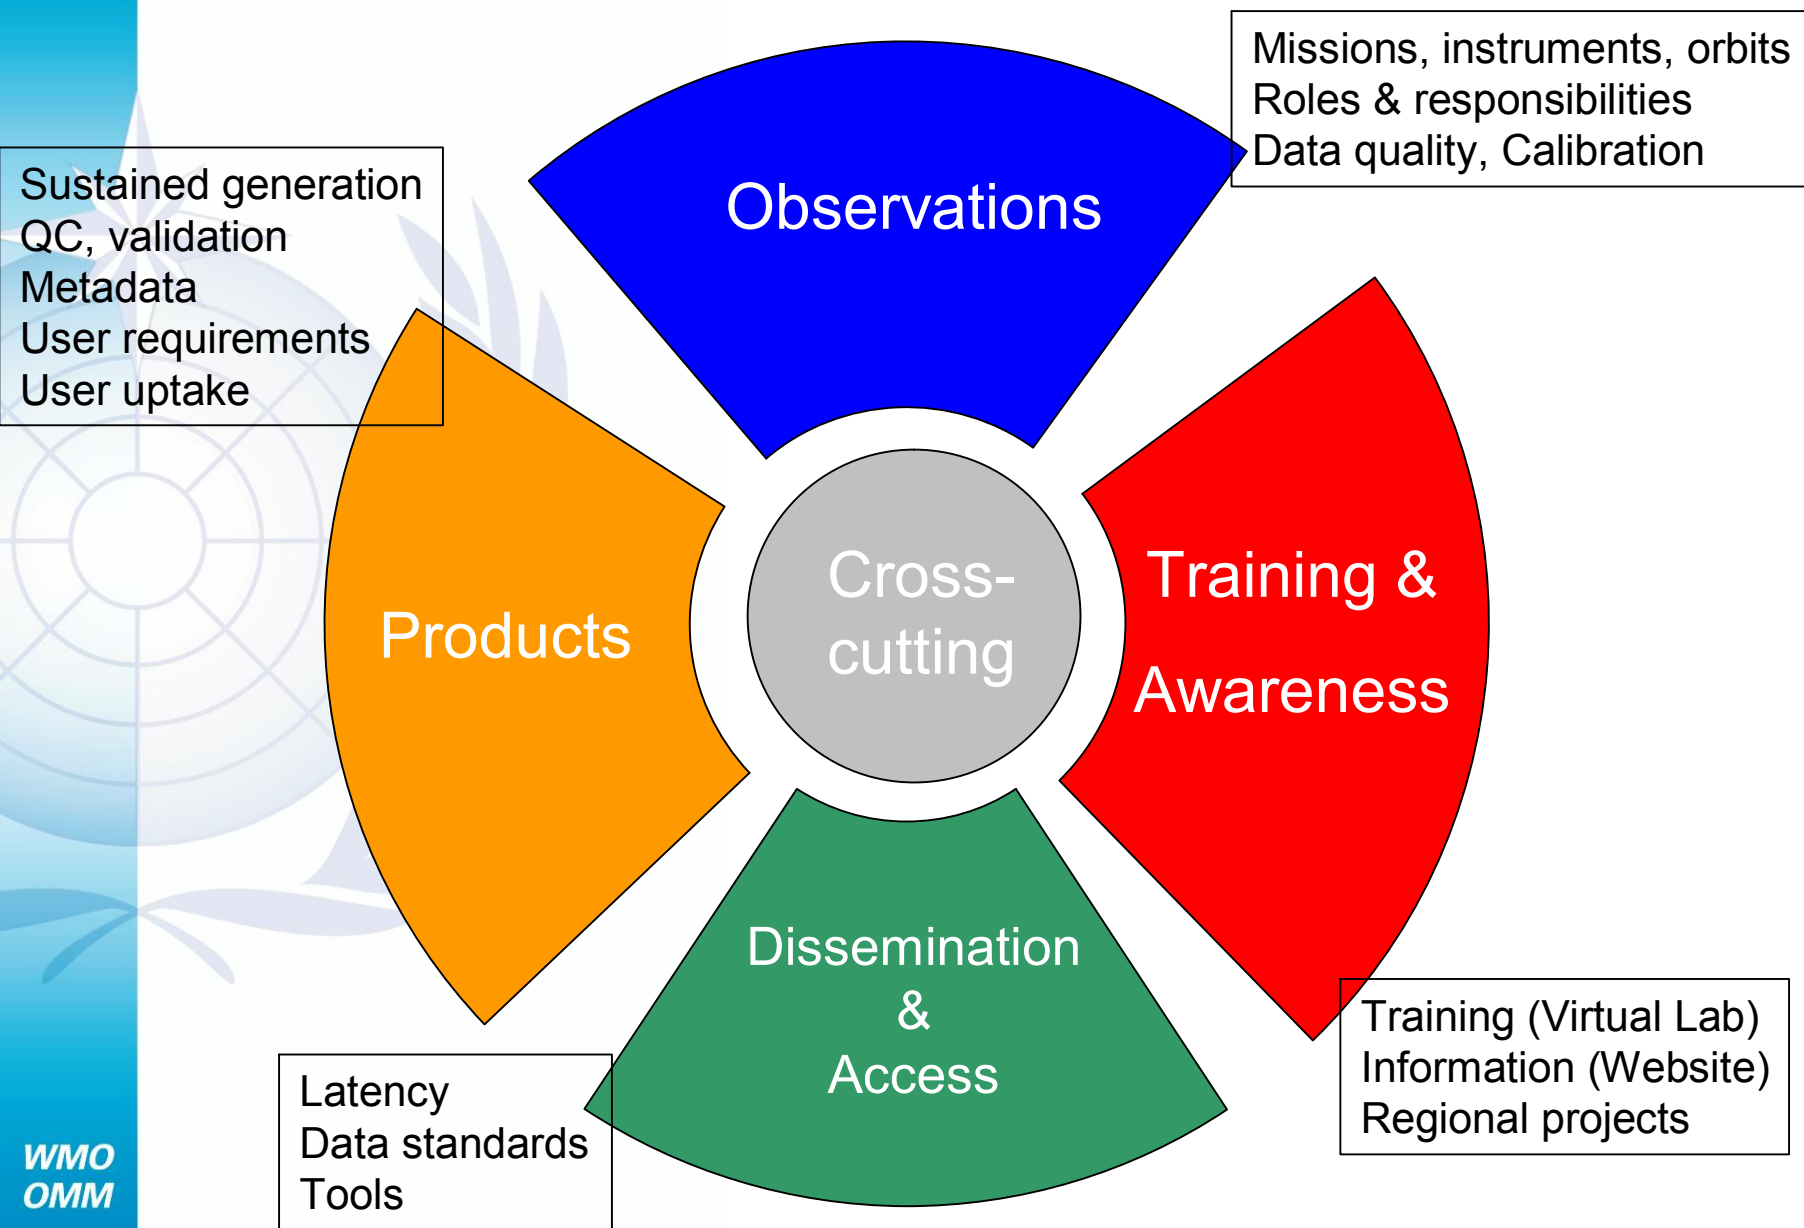 Missions, instruments, orbits
Roles & responsibilities
Data quality, Calibration
Sustained generation
QC, validation
Metadata
User requirements
User uptake
Observations
Products
Cross-
cutting
Training &
Awareness
Dissemination
&
Access
Latency
Data standards
Tools
Training (Virtual Lab)
Information (Website)
Regional projects
WMO
OMM